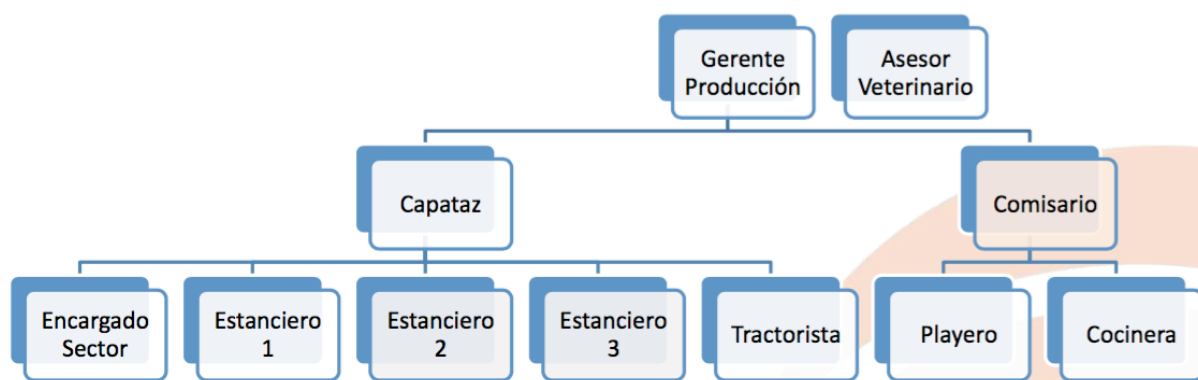 Gerente
Producción
Asesor
Veterinario
Capataz
Comisario
Encargado
Sector
Estanciero
1
Estanciero
2
Estanciero
3
Tractorista
Playero
Cocinera